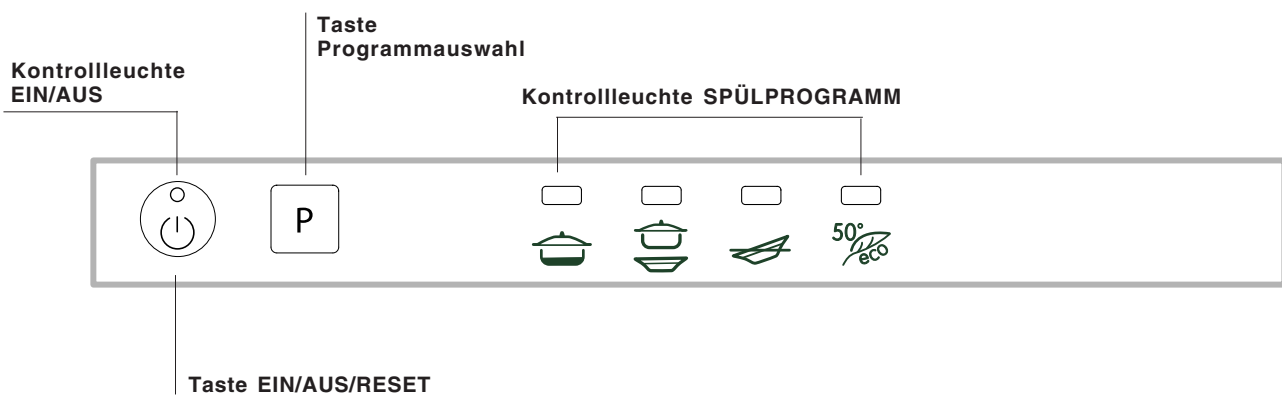 Taste
Programmauswahl
Kontrollleuchte
EIN/AUS
Kontrollleuchte SPÜLPROGRAMM
P
50°
eco
Taste EIN/AUS/RESET